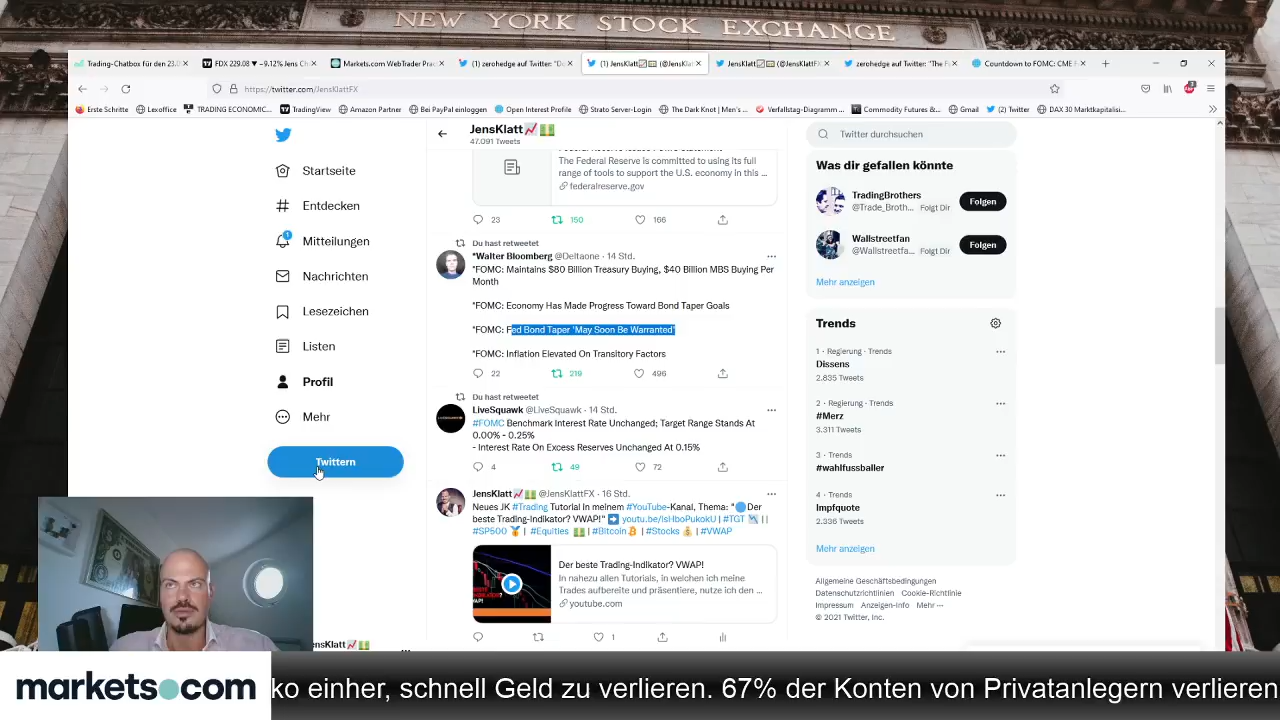 NEW YORK STOCK EXCHANGE
Trading-Chatbox für den 23.0
FDX 229.08 ▼ −9.12% Jens C
Markets.com WebTrader Prac
(1) zerohedge auf Twitter: "D
(1) JensKlatt (@JensKla
JensKlatt (@JensKlattFX
zerohedge auf Twitter: "The F
Countdown to FOMC: CME F
https://twitter.com/JensKlattFX
Erste Schritte
Lexoffice
TRADING ECONOMIC...
TradingView
Amazon Partner
Bei PayPal einloggen
Open Interest Profile
Strato Server-Login
The Dark Knot | Men's ...
Verfallstag-Diagramm ...
Commodity Futures &...
Gmail
(2) Twitter
DAX 30 Marktkapitalisi...
Startseite
Entdecken
1
Mitteilungen
Nachrichten
Lesezeichen
Listen
Profil
Mehr
Twittern
JensKlatt
47.091 Tweets
The Federal Reserve is committed to using its full
range of tools to support the U.S. economy in this ...
federalreserve.gov
23 150 166
Du hast retweetet
*Walter Bloomberg @Deltaone · 14 Std.
*FOMC: Maintains $80 Billion Treasury Buying, $40 Billion MBS Buying Per
Month
*FOMC: Economy Has Made Progress Toward Bond Taper Goals
*FOMC: Fed Bond Taper 'May Soon Be Warranted'
*FOMC: Inflation Elevated On Transitory Factors
22 219 496
Du hast retweetet
LiveSquawk @LiveSquawk · 14 Std.
#FOMC Benchmark Interest Rate Unchanged; Target Range Stands At
0.00% - 0.25%
- Interest Rate On Excess Reserves Unchanged At 0.15%
4 49 72
JensKlatt @JensKlattFX · 16 Std.
Neues JK #Trading Tutorial in meinem #YouTube-Kanal, Thema: "Der
beste Trading-Indikator? VWAP!" youtu.be/IsHboPukokU | #TGT | |
#SP500 | #Equities | #Bitcoin | #Stocks | #VWAP
Der beste Trading-Indikator? VWAP!
In nahezu allen Tutorials, in welchen ich meine
Trades aufbereite und präsentiere, nutze ich den ...
youtube.com
1
Twitter durchsuchen
Was dir gefallen könnte
TradingBrothers
@Trade_Broth... Folgt Dir
Folgen
Wallstreetfan
@Wallstreetfa... Folgt Dir
Folgen
Mehr anzeigen
Trends
1 · Regierung · Trends
Dissens
2.835 Tweets
2 · Regierung · Trends
#Merz
3.311 Tweets
3 · Trends
#wahlfussballer
4 · Trends
Impfquote
2.336 Tweets
Mehr anzeigen
Allgemeine Geschäftsbedingungen
Datenschutzrichtlinien Cookie-Richtlinie
Impressum Anzeigen-Info Mehr ···
© 2021 Twitter, Inc.
ensKlatt
markets.com
ko einher, schnell Geld zu verlieren. 67% der Konten von Privatanlegern verlieren